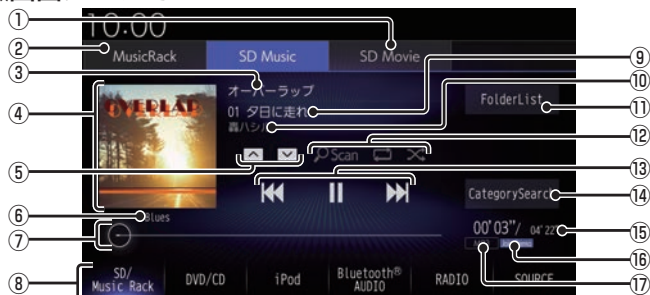 ①
10:00
②
MusicRack
SD Music
SD Movie
③
オーバーラップ
⑨
④
OVERLAP
01 夕日に走れ
⑩
轟ハシル
FolderList
⑪
Scan
⑫
⑤
⑬
CategorySearch
⑭
⑥
Blues
00'03"/ 04'22"
⑮
⑦
⑯
⑧
SD/
Music Rack
DVD/CD
iPod
Bluetooth®
AUDIO
RADIO
SOURCE
⑰